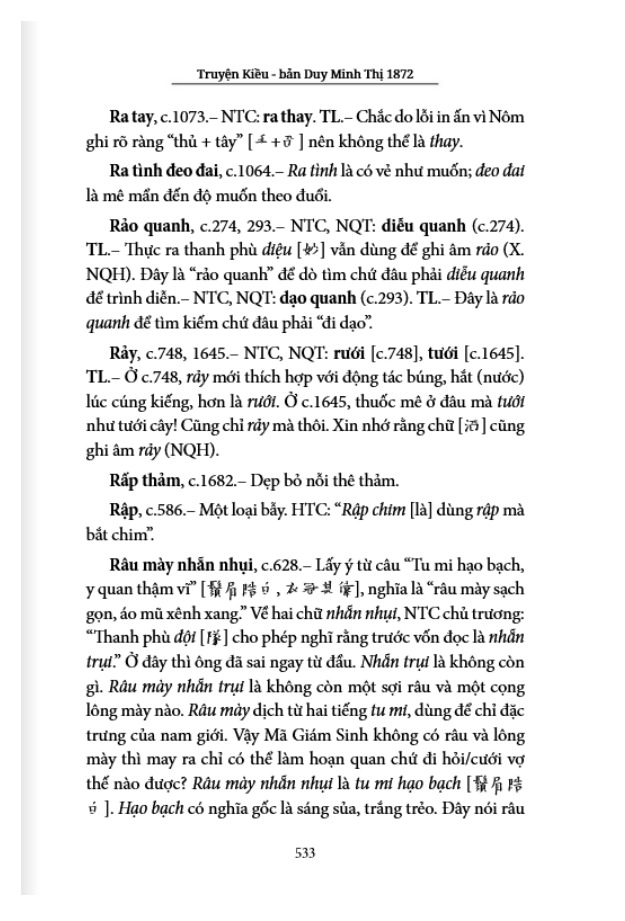 Truyện Kiều - bản Duy Minh Thị 1872
Ra tay, c.1073.– NTC: ra thay. TL.– Chắc do lỗi in ấn vì Nôm
ghi rõ ràng “thủ + tây” [ + ] nên không thể là thay.
Ra tình đeo đai, c.1064.– Ra tình là có vẻ như muốn; đeo đai
là mê mẩn đến độ muốn theo đuổi.
Rảo quanh, c.274, 293.– NTC, NQT: diễu quanh (c.274).
TL.– Thực ra thanh phù diệu [妙] vẫn dùng để ghi âm rảo (X.
NQH). Đây là “rảo quanh” để dò tìm chứ đâu phải diễu quanh
để trình diễn.– NTC, NQT: dạo quanh (c.293). TL.– Đây là rảo
quanh để tìm kiếm chứ đâu phải “đi dạo”.
Rảy, c.748, 1645.– NTC, NQT: rưới [c.748], tưới [c.1645].
TL.– Ở c.748, rảy mới thích hợp với động tác búng, hắt (nước)
lúc cúng kiếng, hơn là rưới. Ở c.1645, thuốc mê ở đâu mà tưới
như tưới cây! Cũng chỉ rảy mà thôi. Xin nhớ rằng chữ [洒] cũng
ghi âm rảy (NQH).
Rấp thảm, c.1682.– Dẹp bỏ nỗi thê thảm.
Rập, c.586.– Một loại bẫy. HTC: “Rập chim [là] dùng rập mà
bắt chim”.
Râu mày nhẵn nhụi, c.628.– Lấy ý từ câu “Tu mi hạo bạch,
y quan thậm vĩ” [鬚眉皓白, 衣冠甚偉], nghĩa là “râu mày sạch
gọn, áo mũ xênh xang.” Về hai chữ nhẵn nhụi, NTC chủ trương:
“Thanh phù dội [隊] cho phép nghĩ rằng trước vốn đọc là nhẵn
trụi.” Ở đây thì ông đã sai ngay từ đầu. Nhẵn trụi là không còn
gì. Râu mày nhẵn trụi là không còn một sợi râu và một cọng
lông mày nào. Râu mày dịch từ hai tiếng tu mi, dùng để chỉ đặc
trưng của nam giới. Vậy Mã Giám Sinh không có râu và lông
mày thì may ra chỉ có thể làm hoạn quan chứ đi hỏi/cưới vợ
thế nào được? Râu mày nhẵn nhụi là tu mi hạo bạch [鬚眉皓
白]. Hạo bạch có nghĩa gốc là sáng sủa, trắng trẻo. Đây nói râu
533